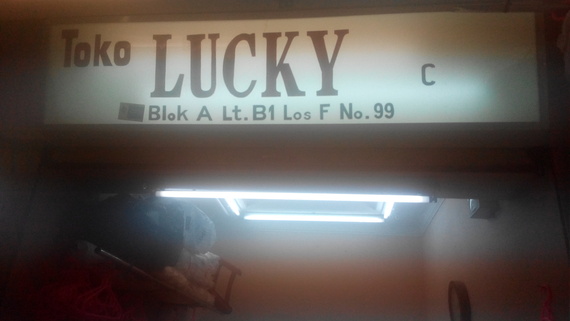 Toko LUCKY C
Blok A Lt. B1 Los F No. 99